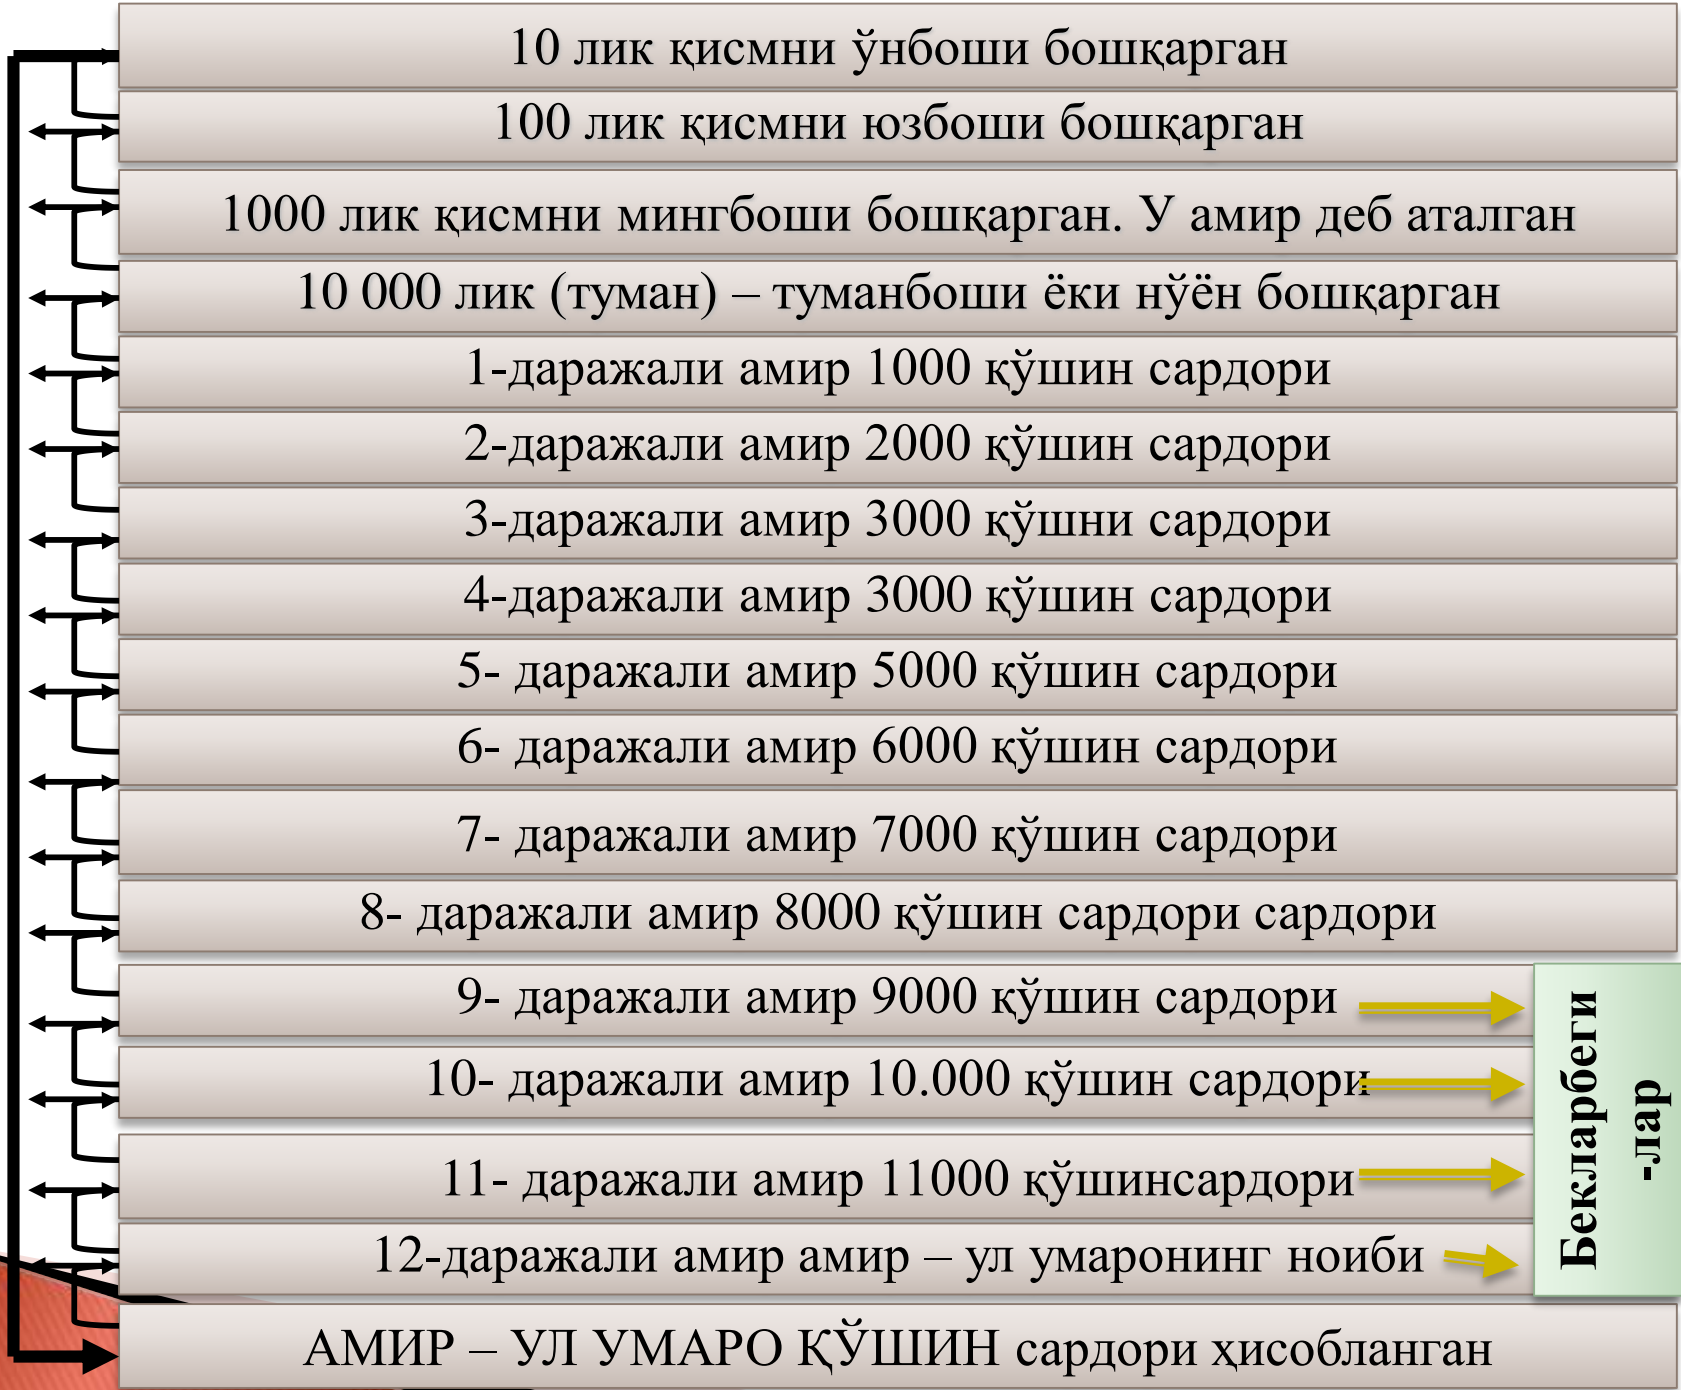 10 лик қисмни ўнбоши бошқарган
100 лик қисмни юзбоши бошқарган
1000 лик қисмни мингбоши бошқарган. У амир деб аталган
10 000 лик (туман) – туманбоши ёки нўён бошқарган
1-даражали амир 1000 қўшин сардори
2-даражали амир 2000 қўшин сардори
3-даражали амир 3000 қўшни сардори
4-даражали амир 3000 қўшин сардори
5- даражали амир 5000 қўшин сардори
6- даражали амир 6000 қўшин сардори
7- даражали амир 7000 қўшин сардори
8- даражали амир 8000 қўшин сардори сардори
9- даражали амир 9000 қўшин сардори
10- даражали амир 10.000 қўшин сардори
11- даражали амир 11000 қўшинсардори
12-даражали амир амир – ул умаронинг ноиби
Бекларбеги
-лар
АМИР – УЛ УМАРО ҚЎШИН сардори ҳисобланган